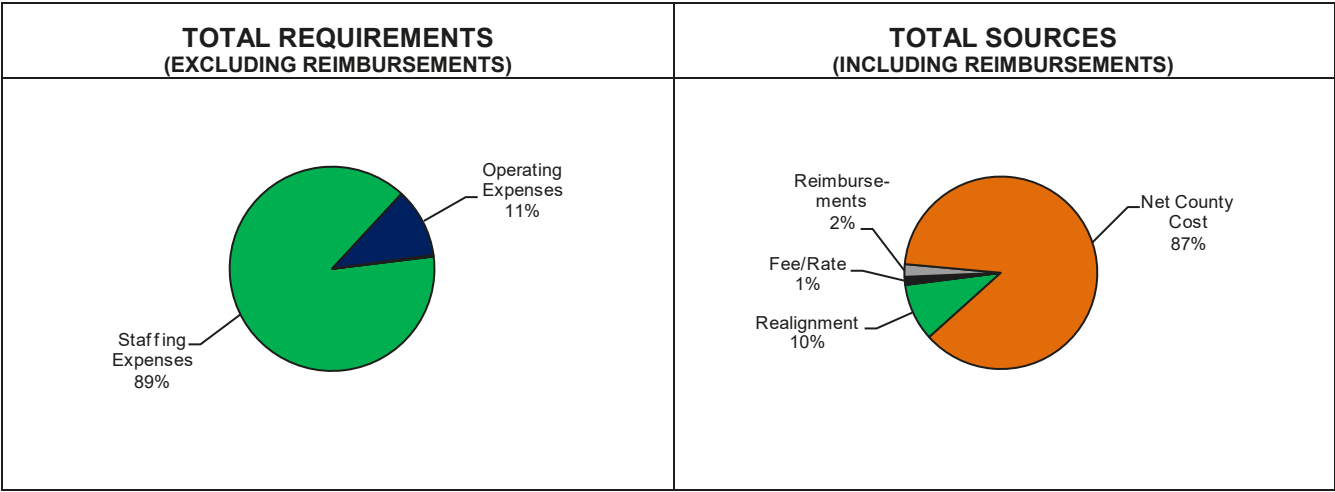 TOTAL REQUIREMENTS
(EXCLUDING REIMBURSEMENTS)
Operating
Expenses
11%
Staffing
Expenses
89%
TOTAL SOURCES
(INCLUDING REIMBURSEMENTS)
Reimburse-
ments
2%
Fee/Rate
1%
Realignment
10%
Net County
Cost
87%